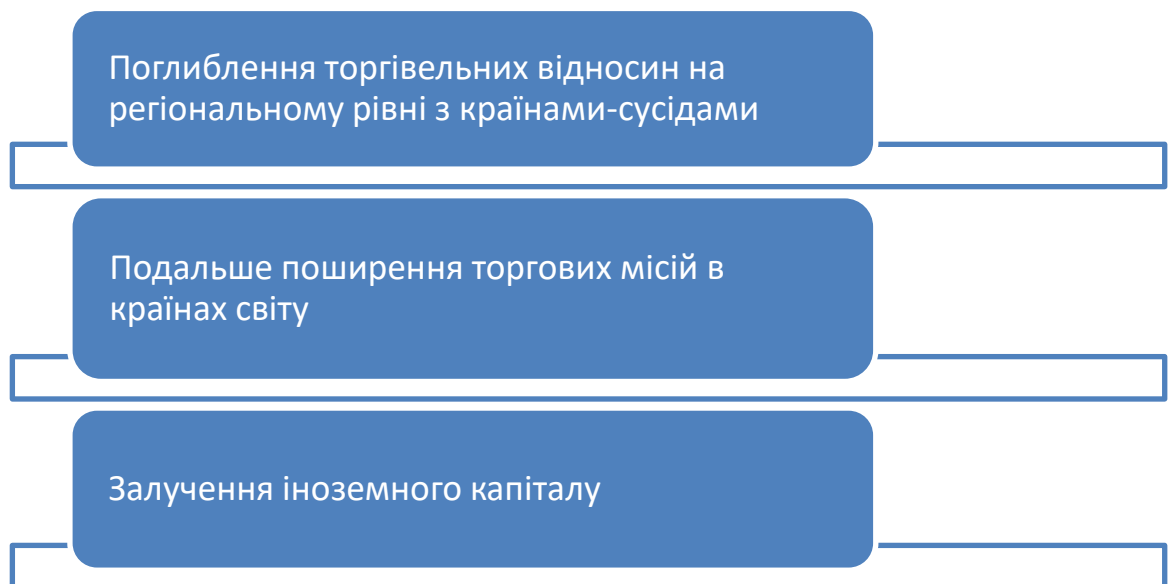 Поглиблення торгівельних відносин на
регіональному рівні з країнами-сусідами
Подальше поширення торгових місій в
країнах світу
Залучення іноземного капіталу